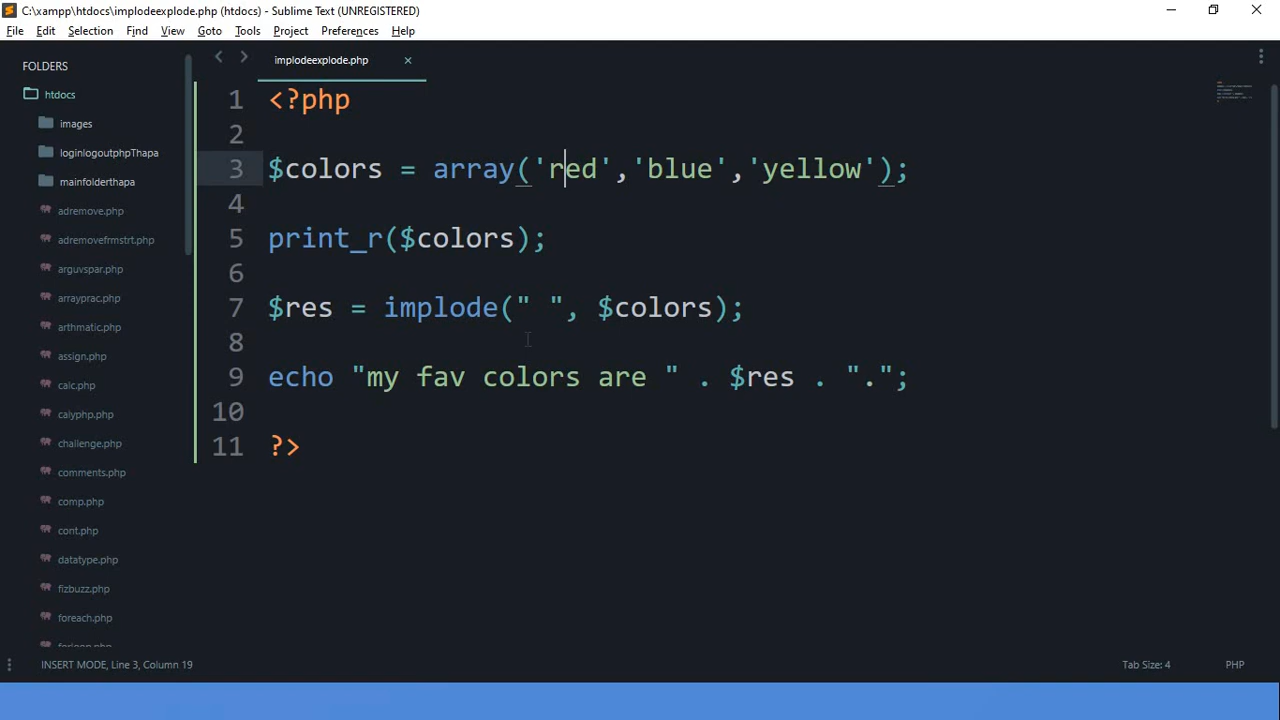 C:\xampp\htdocs\implodeexplode.php (htdocs) - Sublime Text (UNREGISTERED)
File Edit Selection Find View Goto Tools Project Preferences Help
FOLDERS
htdocs
images
loginlogoutphpThapa
mainfolderthapa
adremove.php
adremovefrmstrt.php
arguvspar.php
arrayprac.php
arthmatic.php
assign.php
calc.php
calyphp.php
challenge.php
comments.php
comp.php
cont.php
datatype.php
fizbuzz.php
foreach.php
forloop.php
implodeexplode.php ×
1 <?php
2
3 $colors = array('red','blue','yellow');
4
5 print_r($colors);
6
7 $res = implode(" ", $colors);
8
9 echo "my fav colors are " . $res . ".";
10
11 ?>
INSERT MODE, Line 3, Column 19 Tab Size: 4 PHP